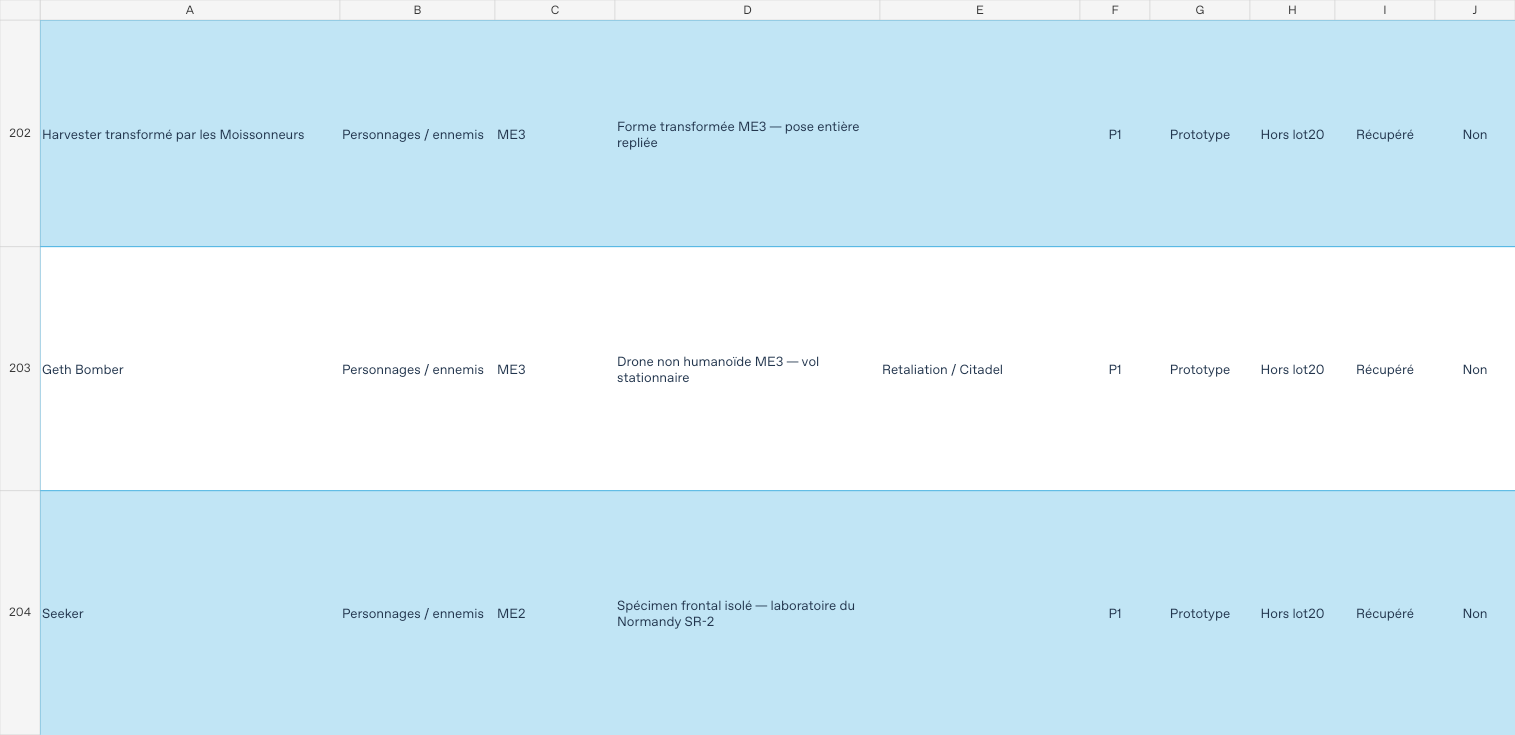 A B C D E F G H I J
202 Harvester transformé par les Moissonneurs Personnages / ennemis ME3 Forme transformée ME3 — pose entière
repliée P1 Prototype Hors lot20 Récupéré Non
203 Geth Bomber Personnages / ennemis ME3 Drone non humanoïde ME3 — vol
stationnaire Retaliation / Citadel P1 Prototype Hors lot20 Récupéré Non
204 Seeker Personnages / ennemis ME2 Spécimen frontal isolé — laboratoire du
Normandy SR-2 P1 Prototype Hors lot20 Récupéré Non